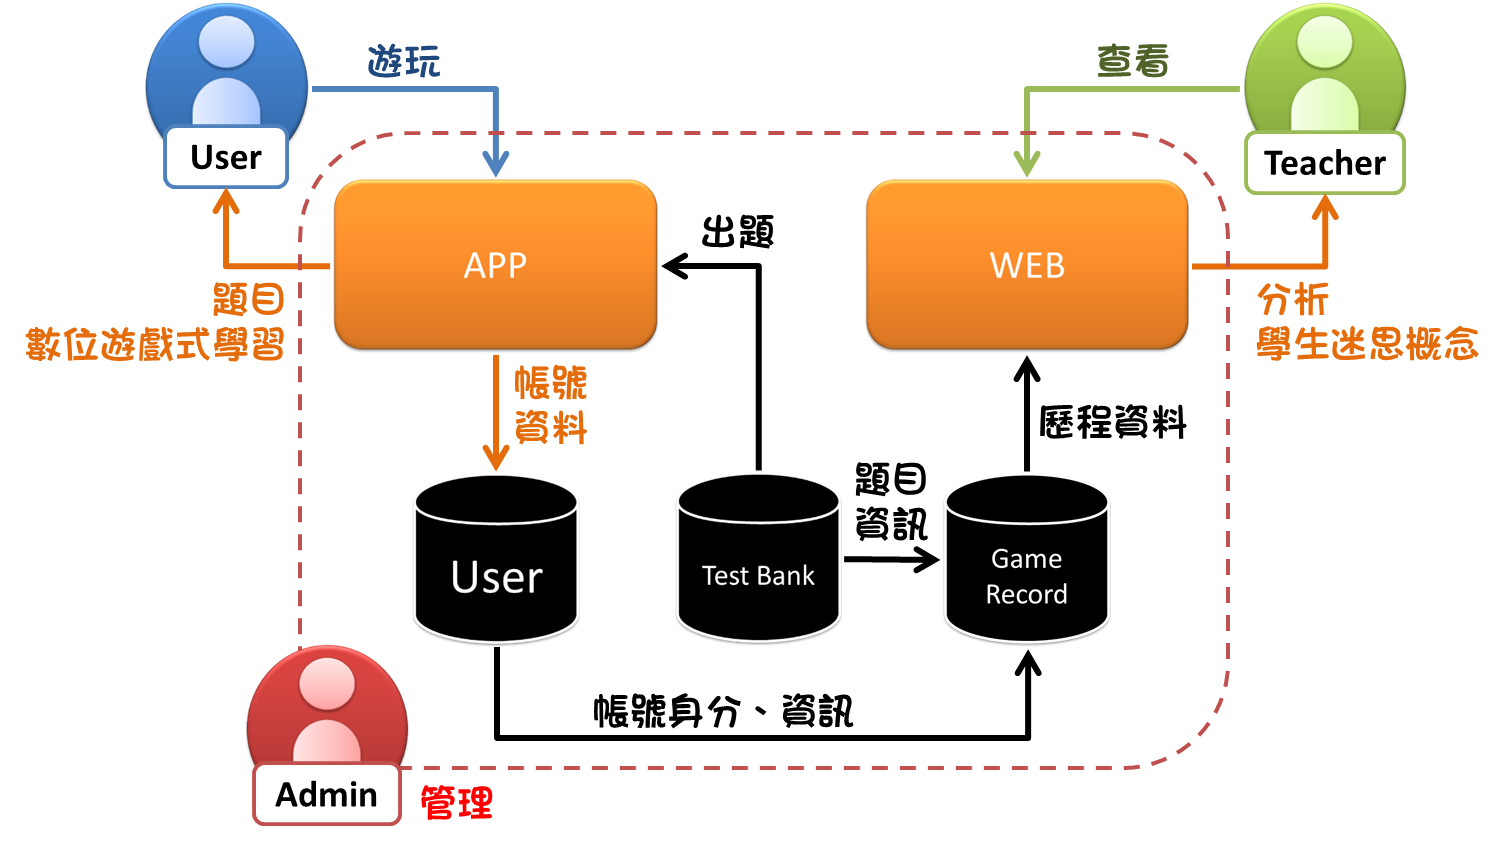 遊玩
查看
User
Teacher
出題
APP
WEB
題目
數位遊戲式學習
分析
學生迷思概念
帳號
資料
歷程資料
題目
資訊
User
Test Bank
Game
Record
帳號身分、資訊
Admin
管理